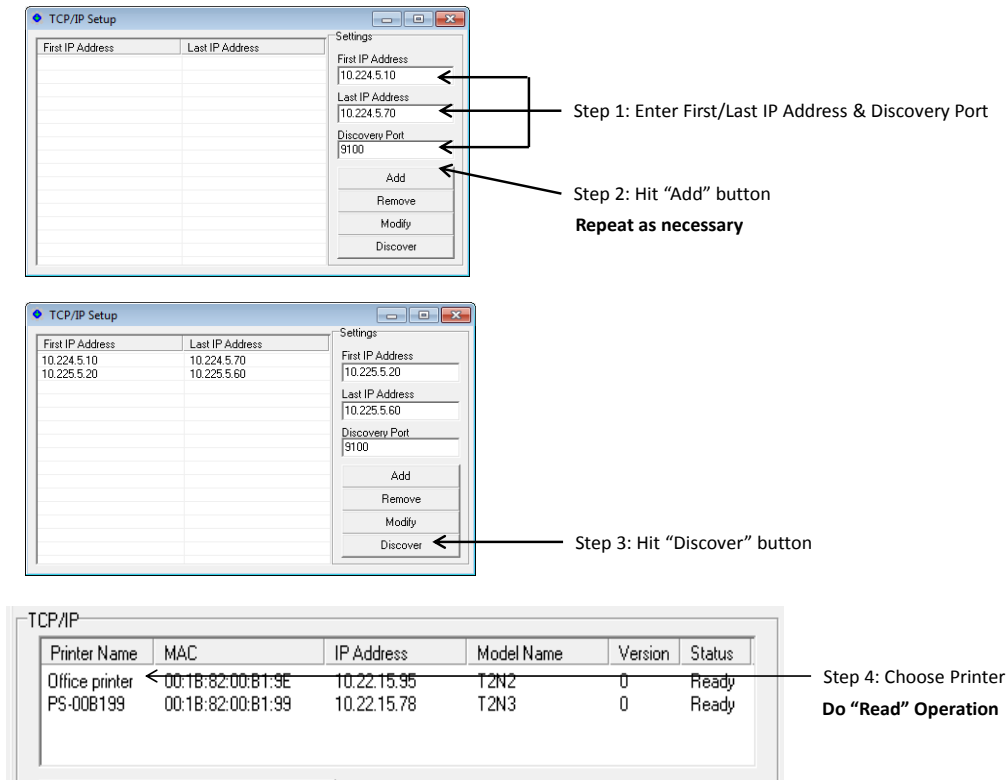 TCP/IP Setup
First IP Address Last IP Address
Settings
First IP Address
10.224.5.10
Last IP Address
10.224.5.70
Discovery Port
9100
Add
Remove
Modify
Discover
Step 1: Enter First/Last IP Address & Discovery Port
Step 2: Hit “Add” button
Repeat as necessary
TCP/IP Setup
First IP Address Last IP Address
10.224.5.10 10.224.5.70
10.225.5.20 10.225.5.60
Settings
First IP Address
10.225.5.20
Last IP Address
10.225.5.60
Discovery Port
9100
Add
Remove
Modify
Discover
Step 3: Hit “Discover” button
TCP/IP
Printer Name MAC IP Address Model Name Version Status
Office printer 00:1B:82:00:B1:9E 10.22.15.95 T2N2 0 Ready
PS-00B199 00:1B:82:00:B1:99 10.22.15.78 T2N3 0 Ready
Step 4: Choose Printer
Do “Read” Operation